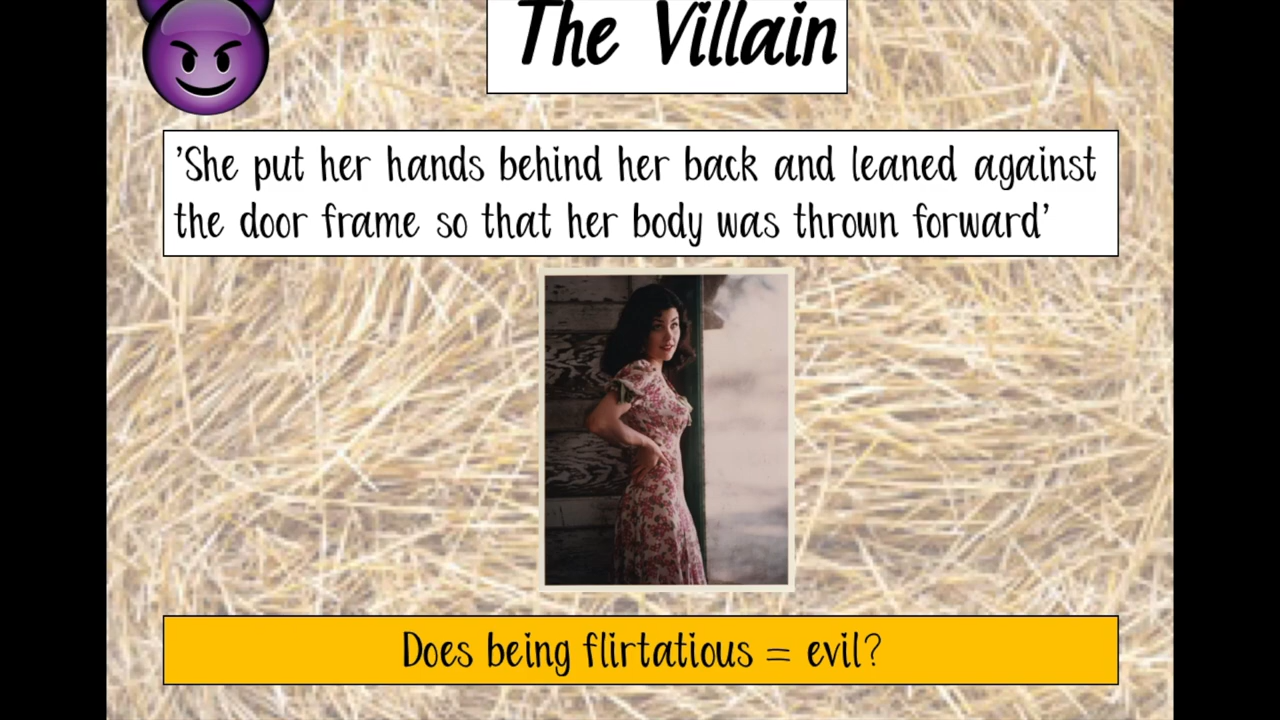 The Villain
'She put her hands behind her back and leaned against
the door frame so that her body was thrown forward'
Does being flirtatious = evil?